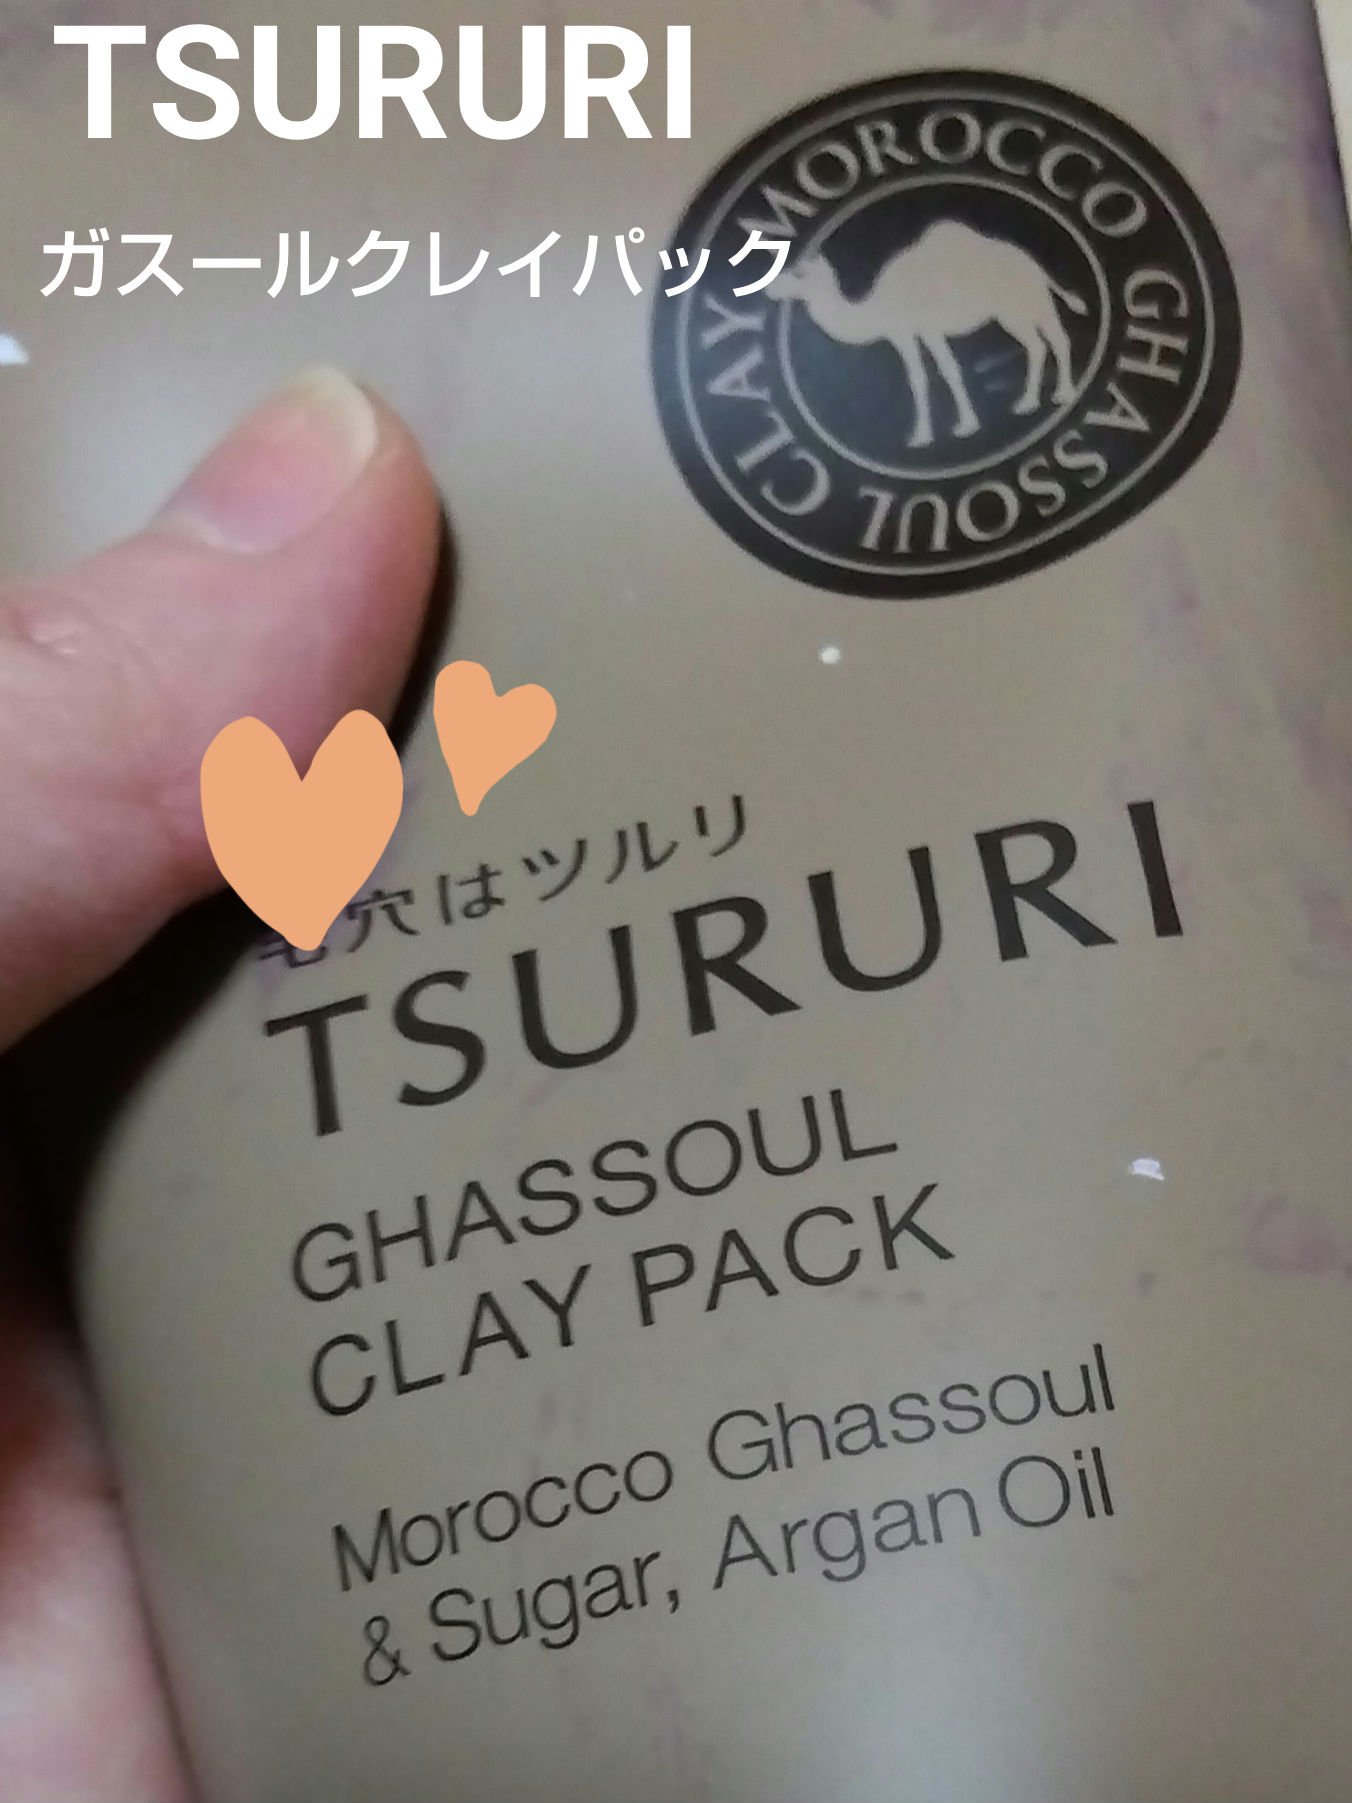 TSURURI
ガスールクレイパック
MOROCCO GHASSOUL CLAY
毛穴はツルリ
TSURURI
GHASSOUL
CLAY PACK
Morocco Ghassoul
& Sugar, Argan Oil